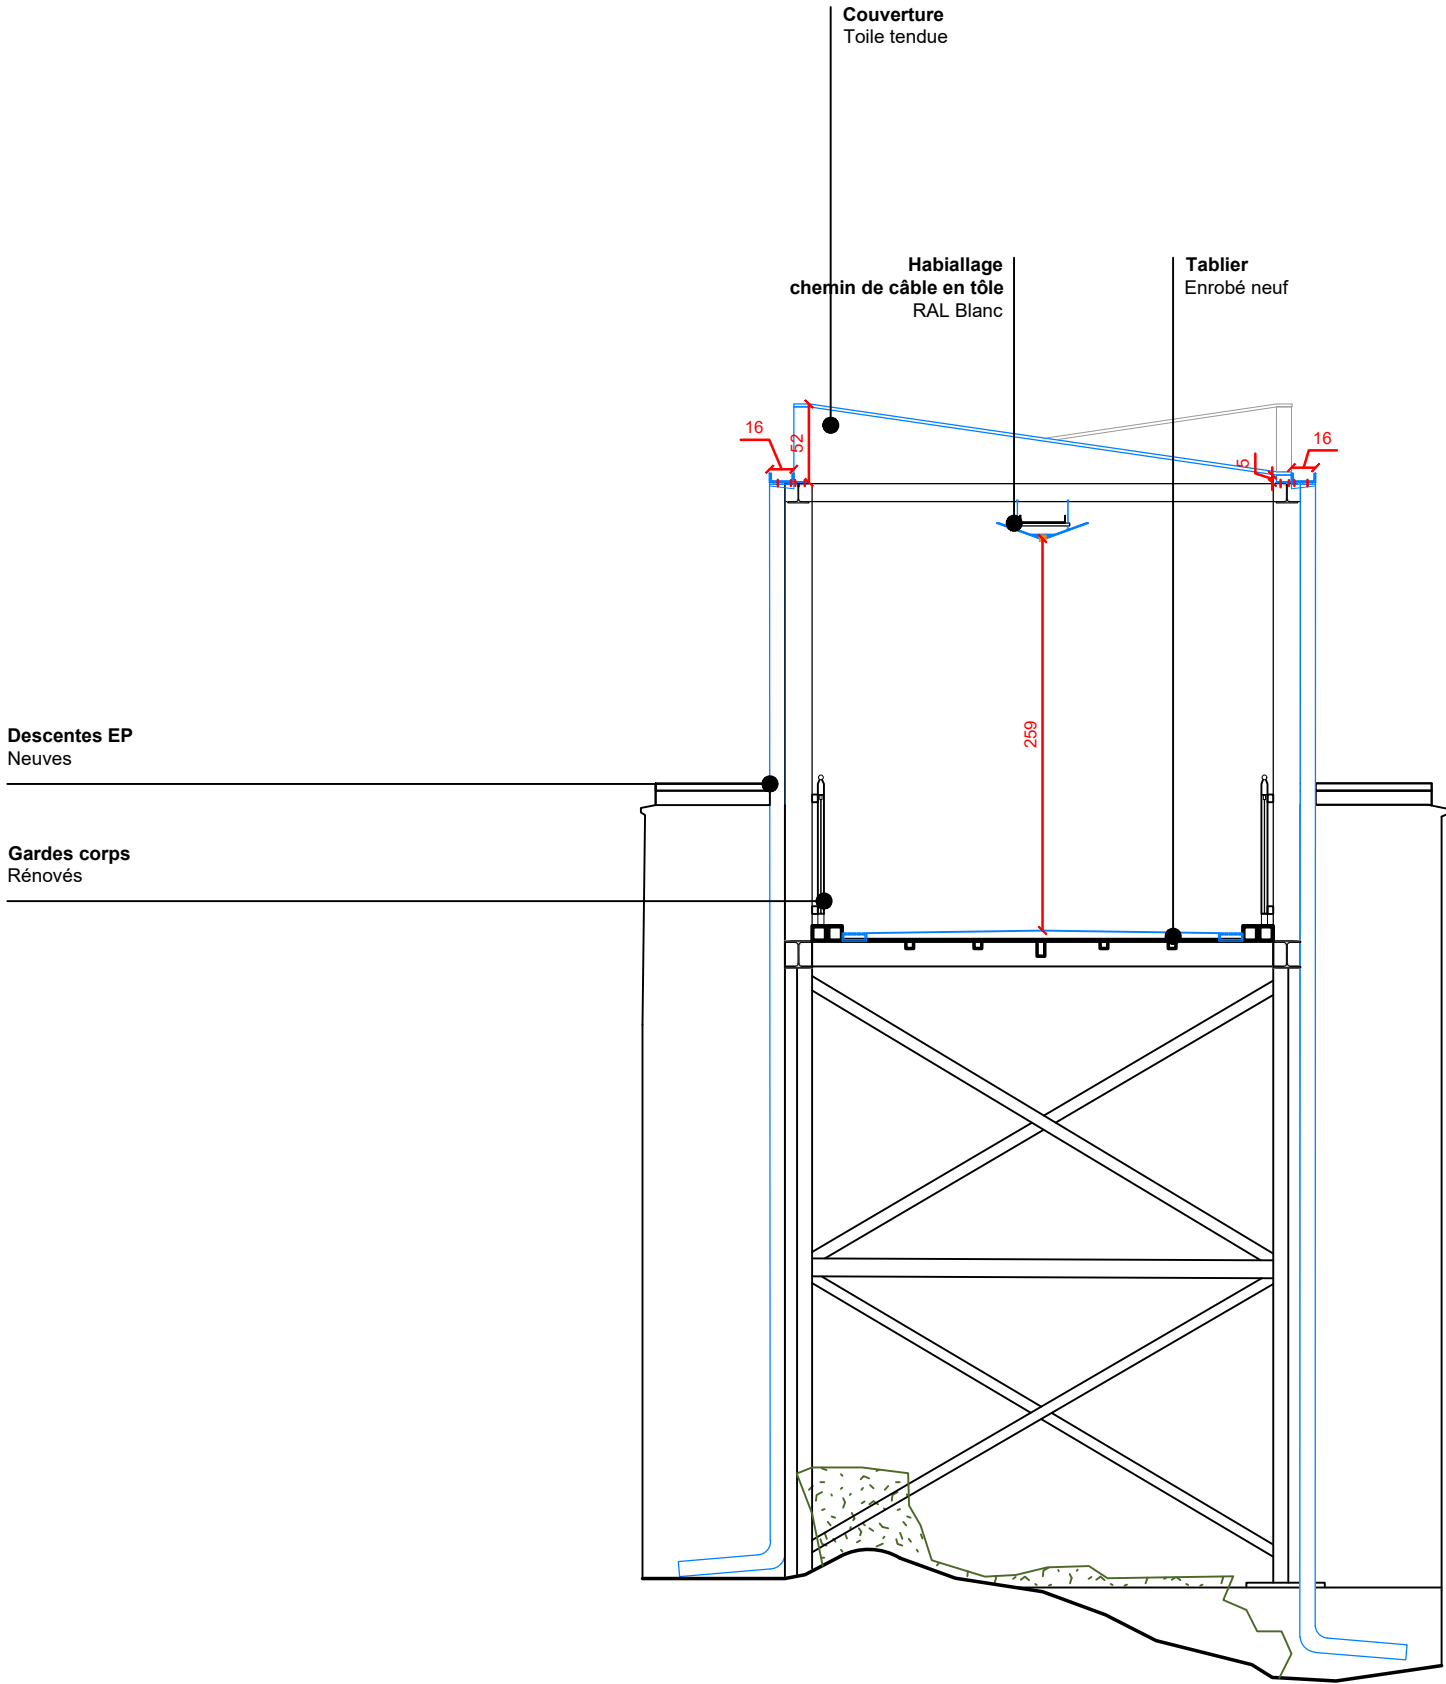 Couverture
Toile tendue
Habiallage
chemin de câble en tôle
RAL Blanc
Tablier
Enrobé neuf
16
52
5
16
259
Descentes EP
Neuves
Gardes corps
Rénovés